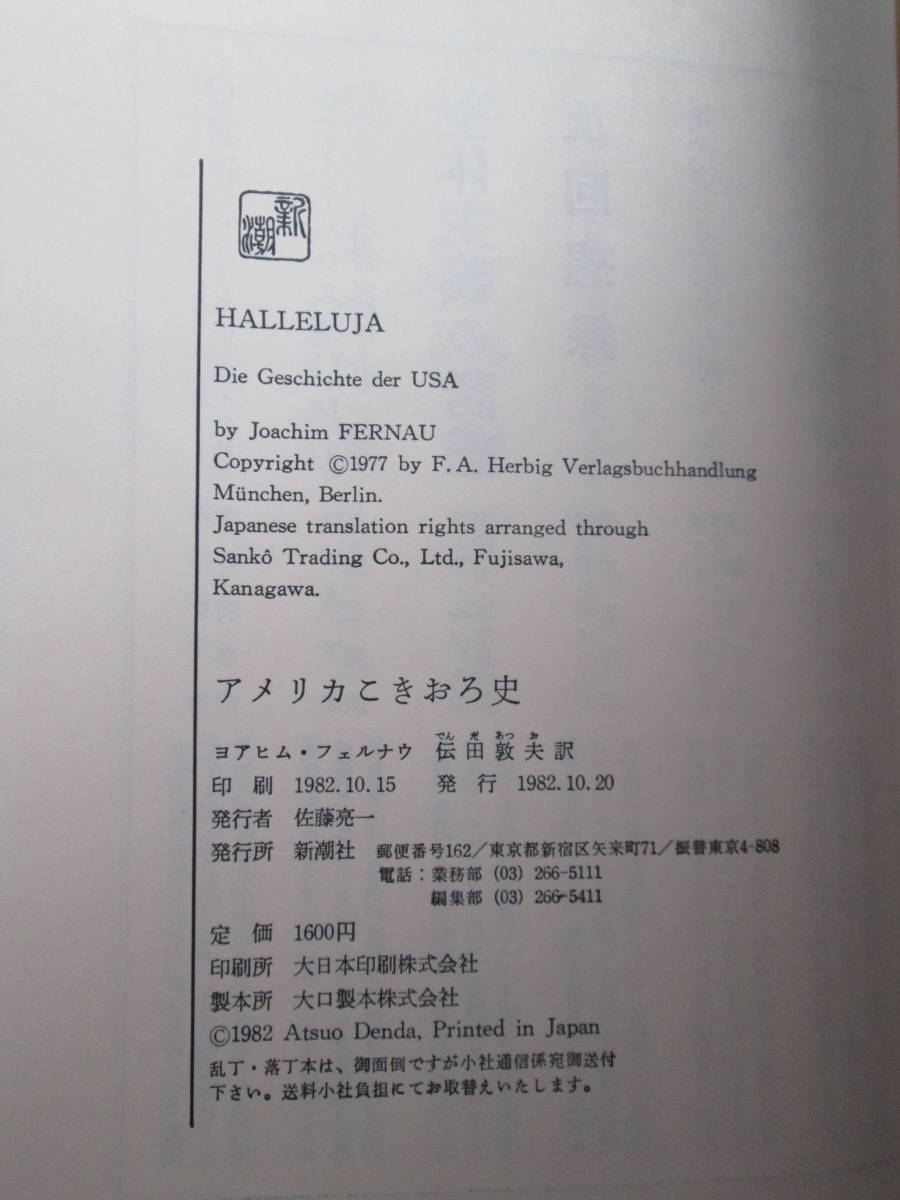 新潮
HALLELUJA
Die Geschichte der USA
by Joachim FERNAU
Copyright ©1977 by F.A. Herbig Verlagsbuchhandlung
München, Berlin.
Japanese translation rights arranged through
Sankô Trading Co., Ltd., Fujisawa,
Kanagawa.
アメリカこきおろ史
ヨアヒム・フェルナウ 伝田敦夫訳
でん だ あつ お
印刷 1982.10.15 発行 1982.10.20
発行者 佐藤亮一
発行所 新潮社 郵便番号162/東京都新宿区矢来町71/振替東京4-808
電話:業務部 (03) 266-5111
編集部 (03) 266-5411
定価 1600円
印刷所 大日本印刷株式会社
製本所 大口製本株式会社
©1982 Atsuo Denda, Printed in Japan
乱丁・落丁本は、御面倒ですが小社通信係宛御送付
下さい。送料小社負担にてお取替えいたします。